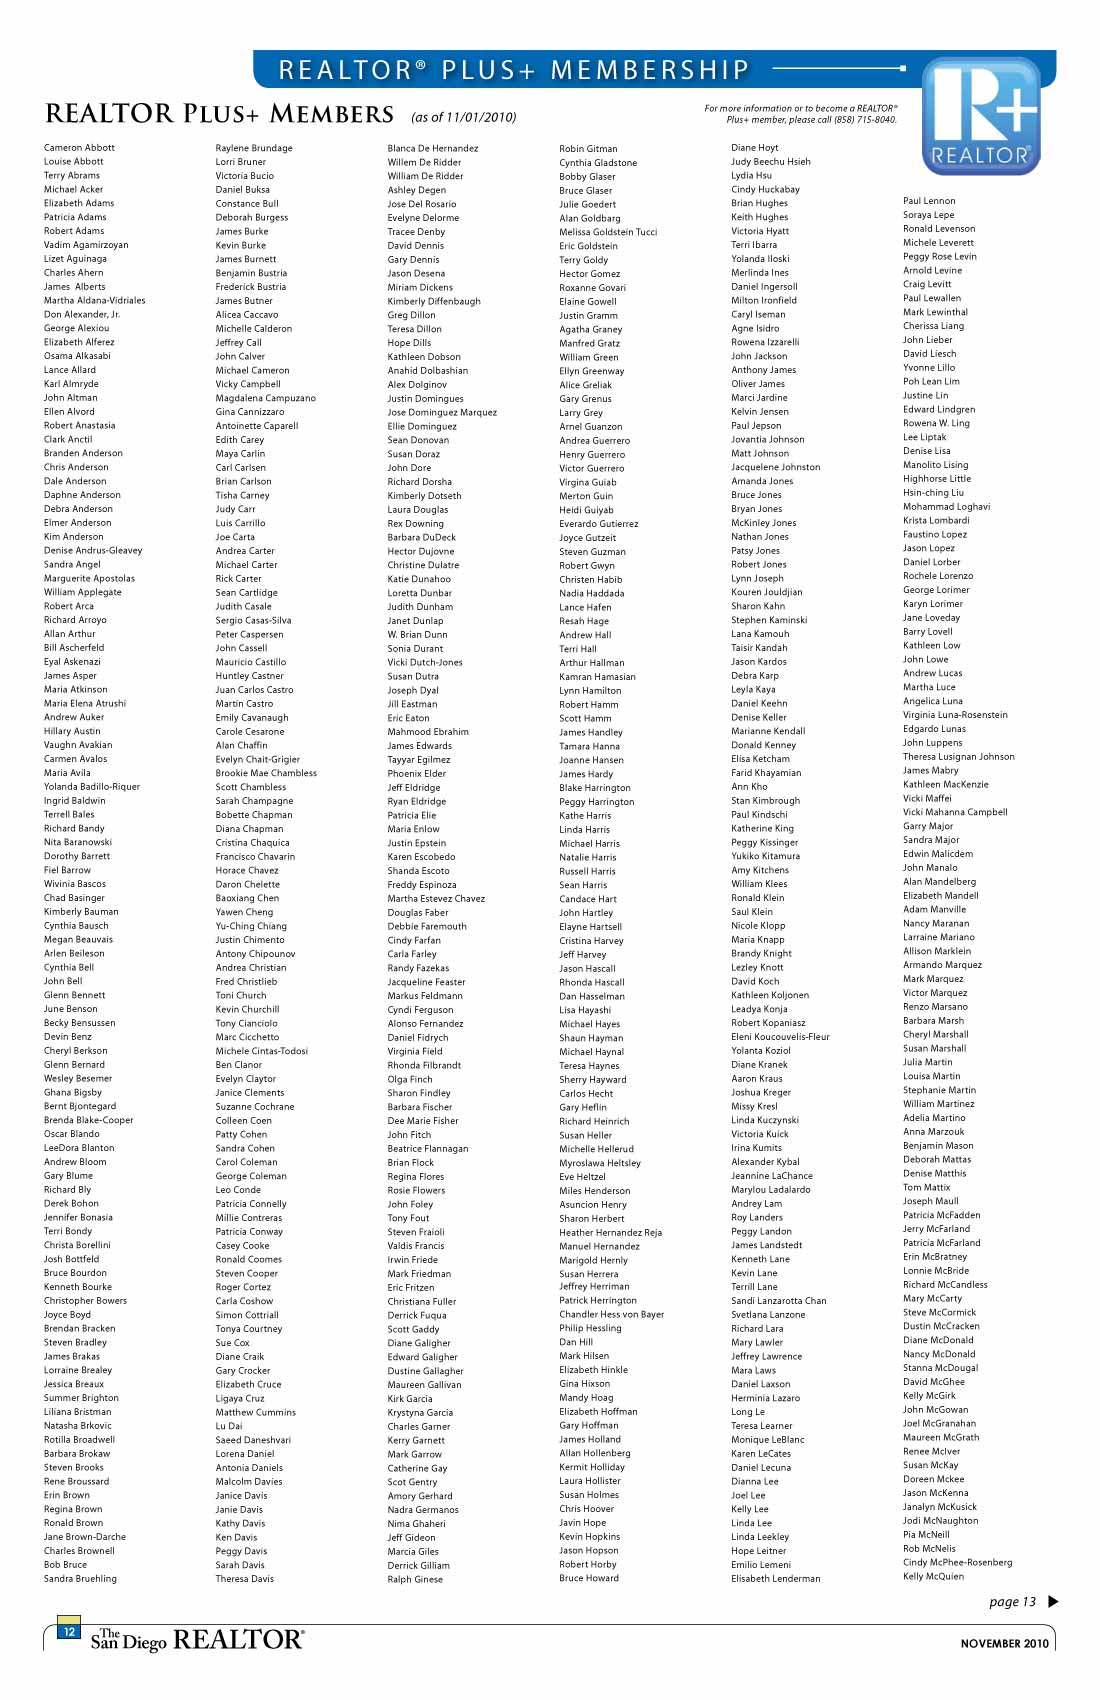 REALTOR® PLUS+ MEMBERSHIP
REALTOR PLUS+ MEMBERS (as of 11/01/2010)
For more information or to become a REALTOR®
Plus+ member, please call (858) 715-8040.
R+
REALTOR®
Cameron Abbott
Louise Abbott
Terry Abrams
Michael Acker
Elizabeth Adams
Patricia Adams
Robert Adams
Vadim Agamirzoyan
Lizet Aguinaga
Charles Ahern
James Alberts
Martha Aldana-Vidriales
Don Alexander, Jr.
George Alexiou
Elizabeth Alferez
Osama Alkasabi
Lance Allard
Karl Almryde
John Altman
Ellen Alvord
Robert Anastasia
Clark Anctil
Branden Anderson
Chris Anderson
Dale Anderson
Daphne Anderson
Debra Anderson
Elmer Anderson
Kim Anderson
Denise Andrus-Gleavey
Sandra Angel
Marguerite Apostolas
William Applegate
Robert Arca
Richard Arroyo
Allan Arthur
Bill Ascherfeld
Eyal Askenazi
James Asper
Maria Atkinson
Maria Elena Atrushi
Andrew Auker
Hillary Austin
Vaughn Avakian
Carmen Avalos
Maria Avila
Yolanda Badillo-Riquer
Ingrid Baldwin
Terrell Bales
Richard Bandy
Nita Baranowski
Dorothy Barrett
Fiel Barrow
Wivinia Bascos
Chad Basinger
Kimberly Bauman
Cynthia Bausch
Megan Beauvais
Arlen Beileson
Cynthia Bell
John Bell
Glenn Bennett
June Benson
Becky Bensussen
Devin Benz
Cheryl Berkson
Glenn Bernard
Wesley Besemer
Ghana Bigsby
Bernt Bjontegard
Brenda Blake-Cooper
Oscar Blando
LeeDora Blanton
Andrew Bloom
Gary Blume
Richard Bly
Derek Bohon
Jennifer Bonasia
Terri Bondy
Christa Borellini
Josh Bottfeld
Bruce Bourdon
Kenneth Bourke
Christopher Bowers
Joyce Boyd
Brendan Bracken
Steven Bradley
James Brakas
Lorraine Brealey
Jessica Breaux
Summer Brighton
Liliana Bristman
Natasha Brkovic
Rotilla Broadwell
Barbara Brokaw
Steven Brooks
Rene Broussard
Erin Brown
Regina Brown
Ronald Brown
Jane Brown-Darche
Charles Brownell
Bob Bruce
Sandra Bruehling
Raylene Brundage
Lorri Bruner
Victoria Bucio
Daniel Buksa
Constance Bull
Deborah Burgess
James Burke
Kevin Burke
James Burnett
Benjamin Bustria
Frederick Bustria
James Butner
Alicea Caccavo
Michelle Calderon
Jeffrey Call
John Calver
Michael Cameron
Vicky Campbell
Magdalena Campuzano
Gina Cannizzaro
Antoinette Caparell
Edith Carey
Maya Carlin
Carl Carlsen
Brian Carlson
Tisha Carney
Judy Carr
Luis Carrillo
Joe Carta
Andrea Carter
Michael Carter
Rick Carter
Sean Cartlidge
Judith Casale
Sergio Casas-Silva
Peter Caspersen
John Cassell
Mauricio Castillo
Huntley Castner
Juan Carlos Castro
Martin Castro
Emily Cavanaugh
Carole Cesarone
Alan Chaffin
Evelyn Chait-Grigier
Brookie Mae Chambless
Scott Chambless
Sarah Champagne
Bobette Chapman
Diana Chapman
Cristina Chaquica
Francisco Chavarin
Horace Chavez
Daron Chelette
Baoxiang Chen
Yawen Cheng
Yu-Ching Chiang
Justin Chimento
Antony Chipounov
Andrea Christian
Fred Christlieb
Toni Church
Kevin Churchill
Tony Cianciolo
Marc Cicchetto
Michele Cintas-Todosi
Ben Clanor
Evelyn Claytor
Janice Clements
Suzanne Cochrane
Colleen Coen
Patty Cohen
Sandra Cohen
Carol Coleman
George Coleman
Leo Conde
Patricia Connelly
Millie Contreras
Patricia Conway
Casey Cooke
Ronald Coomes
Steven Cooper
Roger Cortez
Carla Coshow
Simon Cottriall
Tonya Courtney
Sue Cox
Diane Craik
Gary Crocker
Elizabeth Cruce
Ligaya Cruz
Matthew Cummins
Lu Dai
Saeed Daneshvari
Lorena Daniel
Antonia Daniels
Malcolm Davies
Janice Davis
Janie Davis
Kathy Davis
Ken Davis
Peggy Davis
Sarah Davis
Theresa Davis
Blanca De Hernandez
Willem De Ridder
William De Ridder
Ashley Degen
Jose Del Rosario
Evelyne Delorme
Tracee Denby
David Dennis
Gary Dennis
Jason Desena
Miriam Dickens
Kimberly Diffenbaugh
Greg Dillon
Teresa Dillon
Hope Dills
Kathleen Dobson
Anahid Dolbashian
Alex Dolginov
Justin Domingues
Jose Dominguez Marquez
Ellie Dominguez
Sean Donovan
Susan Doraz
John Dore
Richard Dorsha
Kimberly Dotseth
Laura Douglas
Rex Downing
Barbara DuDeck
Hector Dujovne
Christine Dulatre
Katie Dunahoo
Loretta Dunbar
Judith Dunham
Janet Dunlap
W. Brian Dunn
Sonia Durant
Vicki Dutch-Jones
Susan Dutra
Joseph Dyal
Jill Eastman
Eric Eaton
Mahmood Ebrahim
James Edwards
Tayyar Egilmez
Phoenix Elder
Jeff Eldridge
Ryan Eldridge
Patricia Elie
Maria Enlow
Justin Epstein
Karen Escobedo
Shanda Escoto
Freddy Espinoza
Martha Estevez Chavez
Douglas Faber
Debbie Faremouth
Cindy Farfan
Carla Farley
Randy Fazekas
Jacqueline Feaster
Markus Feldmann
Cyndi Ferguson
Alonso Fernandez
Daniel Fidrych
Virginia Field
Rhonda Filbrandt
Olga Finch
Sharon Findley
Barbara Fischer
Dee Marie Fisher
John Fitch
Beatrice Flannagan
Brian Flock
Regina Flores
Rosie Flowers
John Foley
Tony Fout
Steven Fraioli
Valdis Francis
Irwin Friede
Mark Friedman
Eric Fritzen
Christiana Fuller
Derrick Fuqua
Scott Gaddy
Diane Galigher
Edward Galigher
Dustine Gallagher
Maureen Gallivan
Kirk Garcia
Krystyna Garcia
Charles Garner
Kerry Garnett
Mark Garrow
Catherine Gay
Scot Gentry
Amory Gerhard
Nadra Germanos
Nima Ghaheri
Jeff Gideon
Marcia Giles
Derrick Gilliam
Ralph Ginese
Robin Gitman
Cynthia Gladstone
Bobby Glaser
Bruce Glaser
Julie Goedert
Alan Goldbarg
Melissa Goldstein Tucci
Eric Goldstein
Terry Goldy
Hector Gomez
Roxanne Govari
Elaine Gowell
Justin Gramm
Agatha Graney
Manfred Gratz
William Green
Ellyn Greenway
Alice Greliak
Gary Grenus
Larry Grey
Arnel Guanzon
Andrea Guerrero
Henry Guerrero
Victor Guerrero
Virgina Guiab
Merton Guin
Heidi Guiyab
Everardo Gutierrez
Joyce Gutzeit
Steven Guzman
Robert Gwyn
Christen Habib
Nadia Haddada
Lance Hafen
Resah Hage
Andrew Hall
Terri Hall
Arthur Hallman
Kamran Hamasian
Lynn Hamilton
Robert Hamm
Scott Hamm
James Handley
Tamara Hanna
Joanne Hansen
James Hardy
Blake Harrington
Peggy Harrington
Kathe Harris
Linda Harris
Michael Harris
Natalie Harris
Russell Harris
Sean Harris
Candace Hart
John Hartley
Elayne Hartsell
Cristina Harvey
Jeff Harvey
Jason Hascall
Rhonda Hascall
Dan Hasselman
Lisa Hayashi
Michael Hayes
Shaun Hayman
Michael Haynal
Teresa Haynes
Sherry Hayward
Carlos Hecht
Gary Heflin
Richard Heinrich
Susan Heller
Michelle Hellerud
Myroslawa Heltsley
Eve Heltzel
Miles Henderson
Asuncion Henry
Sharon Herbert
Heather Hernandez Reja
Manuel Hernandez
Marigold Hernly
Susan Herrera
Jeffrey Herriman
Patrick Herrington
Chandler Hess von Bayer
Philip Hessling
Dan Hill
Mark Hilsen
Elizabeth Hinkle
Gina Hixson
Mandy Hoag
Elizabeth Hoffman
Gary Hoffman
James Holland
Allan Hollenberg
Kermit Holliday
Laura Hollister
Susan Holmes
Chris Hoover
Javin Hope
Kevin Hopkins
Jason Hopson
Robert Horby
Bruce Howard
Diane Hoyt
Judy Beechu Hsieh
Lydia Hsu
Cindy Huckabay
Brian Hughes
Keith Hughes
Victoria Hyatt
Terri Ibarra
Yolanda Iloski
Merlinda Ines
Daniel Ingersoll
Milton Ironfield
Caryl Iseman
Agne Isidro
Rowena Izzarelli
John Jackson
Anthony James
Oliver James
Marci Jardine
Kelvin Jensen
Paul Jepson
Jovantia Johnson
Matt Johnson
Jacquelene Johnston
Amanda Jones
Bruce Jones
Bryan Jones
McKinley Jones
Nathan Jones
Patsy Jones
Robert Jones
Lynn Joseph
Kouren Jouldjian
Sharon Kahn
Stephen Kaminski
Lana Kamouh
Taisir Kandah
Jason Kardos
Debra Karp
Leyla Kaya
Daniel Keehn
Denise Keller
Marianne Kendall
Donald Kenney
Elisa Ketcham
Farid Khayamian
Ann Kho
Stan Kimbrough
Paul Kindschi
Katherine King
Peggy Kissinger
Yukiko Kitamura
Amy Kitchens
William Klees
Ronald Klein
Saul Klein
Nicole Klopp
Maria Knapp
Brandy Knight
Lezley Knott
David Koch
Kathleen Koljonen
Leadya Konja
Robert Kopaniasz
Eleni Koucouvelis-Fleur
Yolanta Koziol
Diane Kranek
Aaron Kraus
Joshua Kreger
Missy Kresl
Linda Kuczynski
Victoria Kuick
Irina Kumits
Alexander Kybal
Jeannine LaChance
Marylou Ladalardo
Andrey Lam
Roy Landers
Peggy Landon
James Landstedt
Kenneth Lane
Kevin Lane
Terrill Lane
Sandi Lanzarotta Chan
Svetlana Lanzone
Richard Lara
Mary Lawler
Jeffrey Lawrence
Mara Laws
Daniel Laxson
Herminia Lazaro
Long Le
Teresa Learner
Monique LeBlanc
Karen LeCates
Daniel Lecuna
Dianna Lee
Joel Lee
Kelly Lee
Linda Lee
Linda Leekley
Hope Leitner
Emilio Lemeni
Elisabeth Lenderman
Paul Lennon
Soraya Lepe
Ronald Levenson
Michele Leverett
Peggy Rose Levin
Arnold Levine
Craig Levitt
Paul Lewallen
Mark Lewinthal
Cherissa Liang
John Lieber
David Liesch
Yvonne Lillo
Poh Lean Lim
Justine Lin
Edward Lindgren
Rowena W. Ling
Lee Liptak
Denise Lisa
Manolito Lising
Highhorse Little
Hsin-ching Liu
Mohammad Loghavi
Krista Lombardi
Faustino Lopez
Jason Lopez
Daniel Lorber
Rochele Lorenzo
George Lorimer
Karyn Lorimer
Jane Loveday
Barry Lovell
Kathleen Low
John Lowe
Andrew Lucas
Martha Luce
Angelica Luna
Virginia Luna-Rosenstein
Edgardo Lunas
John Luppens
Theresa Lusignan Johnson
James Mabry
Kathleen MacKenzie
Vicki Maffei
Vicki Mahanna Campbell
Garry Major
Sandra Major
Edwin Malicdem
John Manalo
Alan Mandelberg
Elizabeth Mandell
Adam Manville
Nancy Maranan
Larraine Mariano
Allison Marklein
Armando Marquez
Mark Marquez
Victor Marquez
Renzo Marsano
Barbara Marsh
Cheryl Marshall
Susan Marshall
Julia Martin
Louisa Martin
Stephanie Martin
William Martinez
Adelia Martino
Anna Marzouk
Benjamin Mason
Deborah Mattas
Denise Matthis
Tom Mattix
Joseph Maull
Patricia McFadden
Jerry McFarland
Patricia McFarland
Erin McBratney
Lonnie McBride
Richard McCandless
Mary McCarty
Steve McCormick
Dustin McCracken
Diane McDonald
Nancy McDonald
Stanna McDougal
David McGhee
Kelly McGirk
John McGowan
Joel McGranahan
Maureen McGrath
Renee McIver
Susan McKay
Doreen Mckee
Jason McKenna
Janalyn McKusick
Jodi McNaughton
Pia McNeill
Rob McNelis
Cindy McPhee-Rosenberg
Kelly McQuien
page 13
12
The San Diego REALTOR®
NOVEMBER 2010